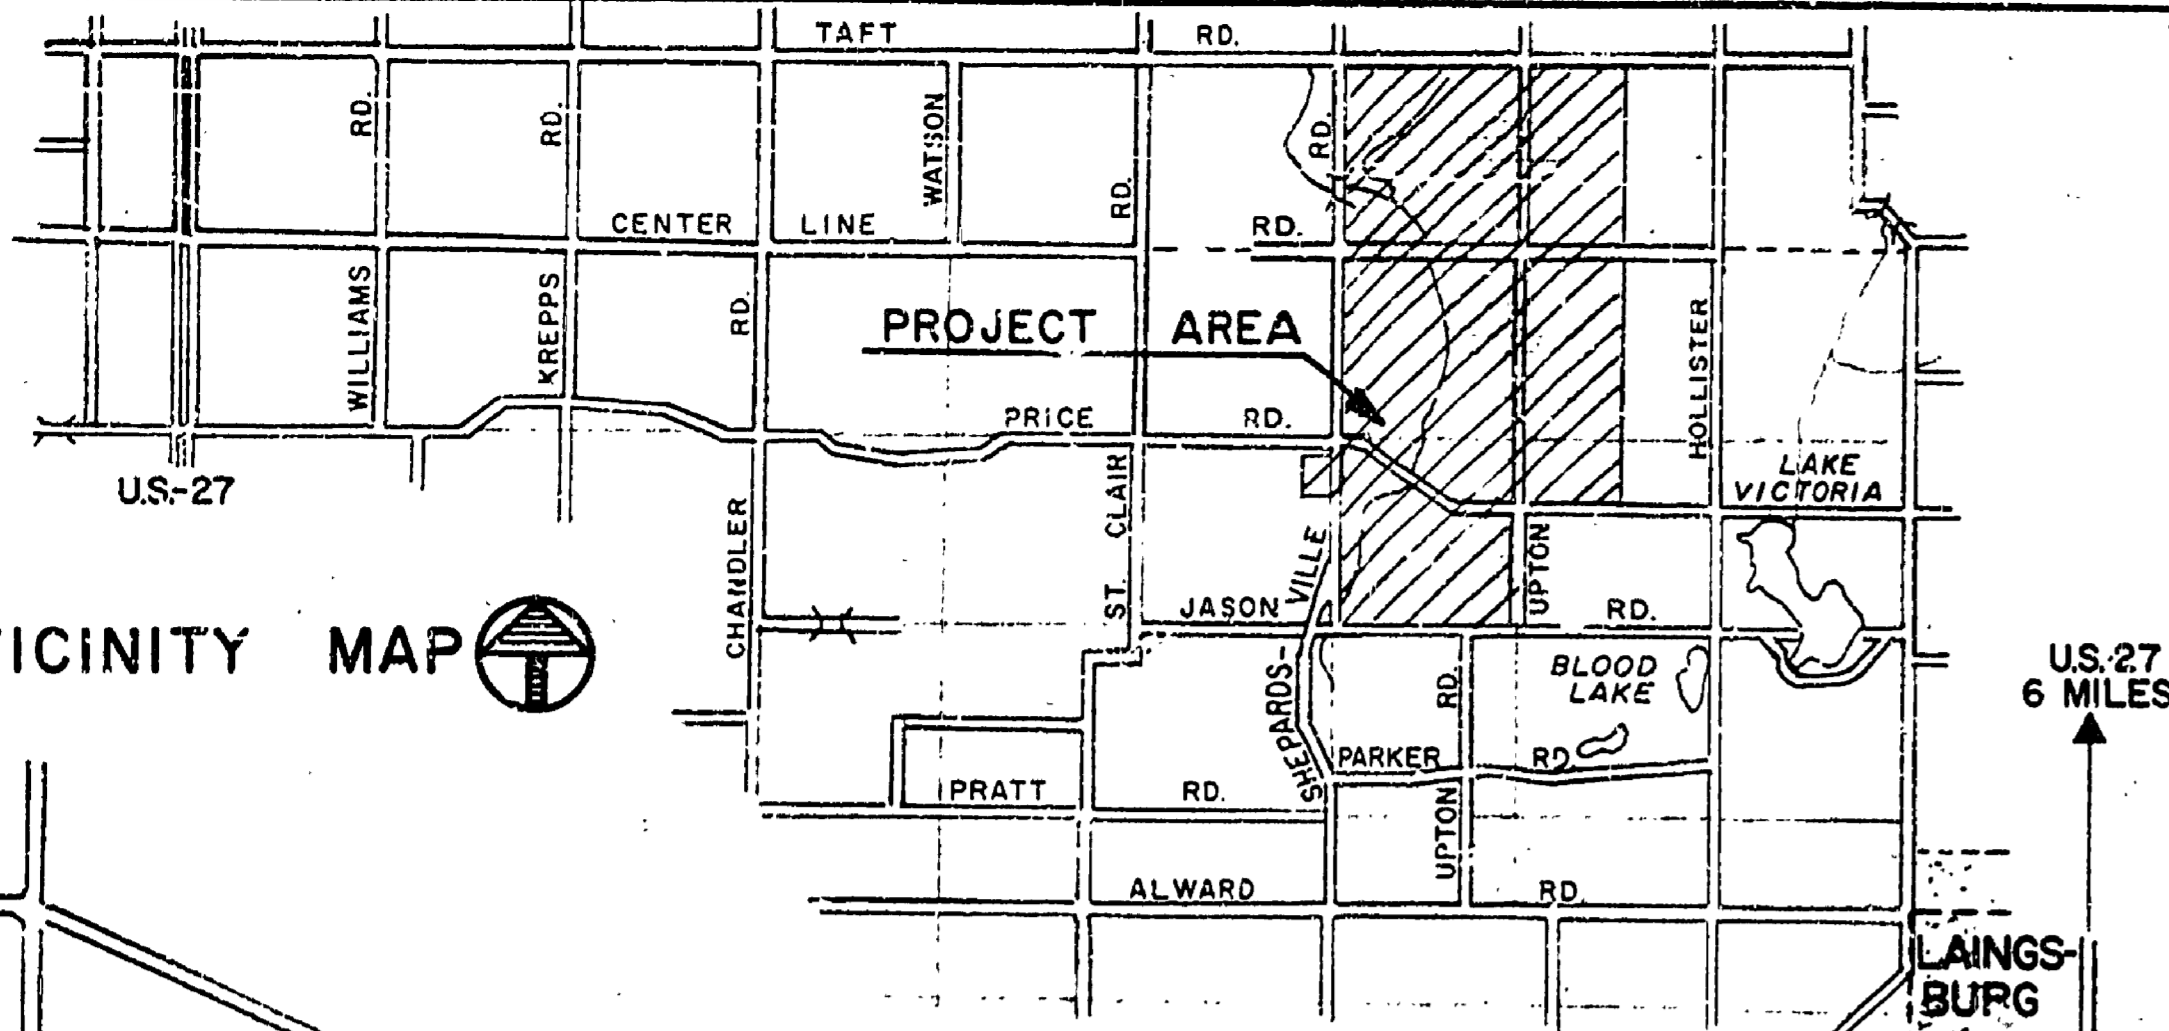 TAFT RD.
RD.
RD.
WATSON
RD.
RD.
CENTER LINE RD.
WILLIAMS
KREPPS
RD.
PROJECT AREA
HOLLISTER
PRICE RD.
U.S.-27
LAKE
VICTORIA
CHANDLER
ST. CLAIR
SHEPARDS-
VILLE
UPTON
JASON RD.
ICINITY MAP
BLOOD
LAKE
RD.
U.S. 27
6 MILES
PARKER RD.
PRATT RD.
UPTON
ALWARD RD.
LAINGS-
BURG